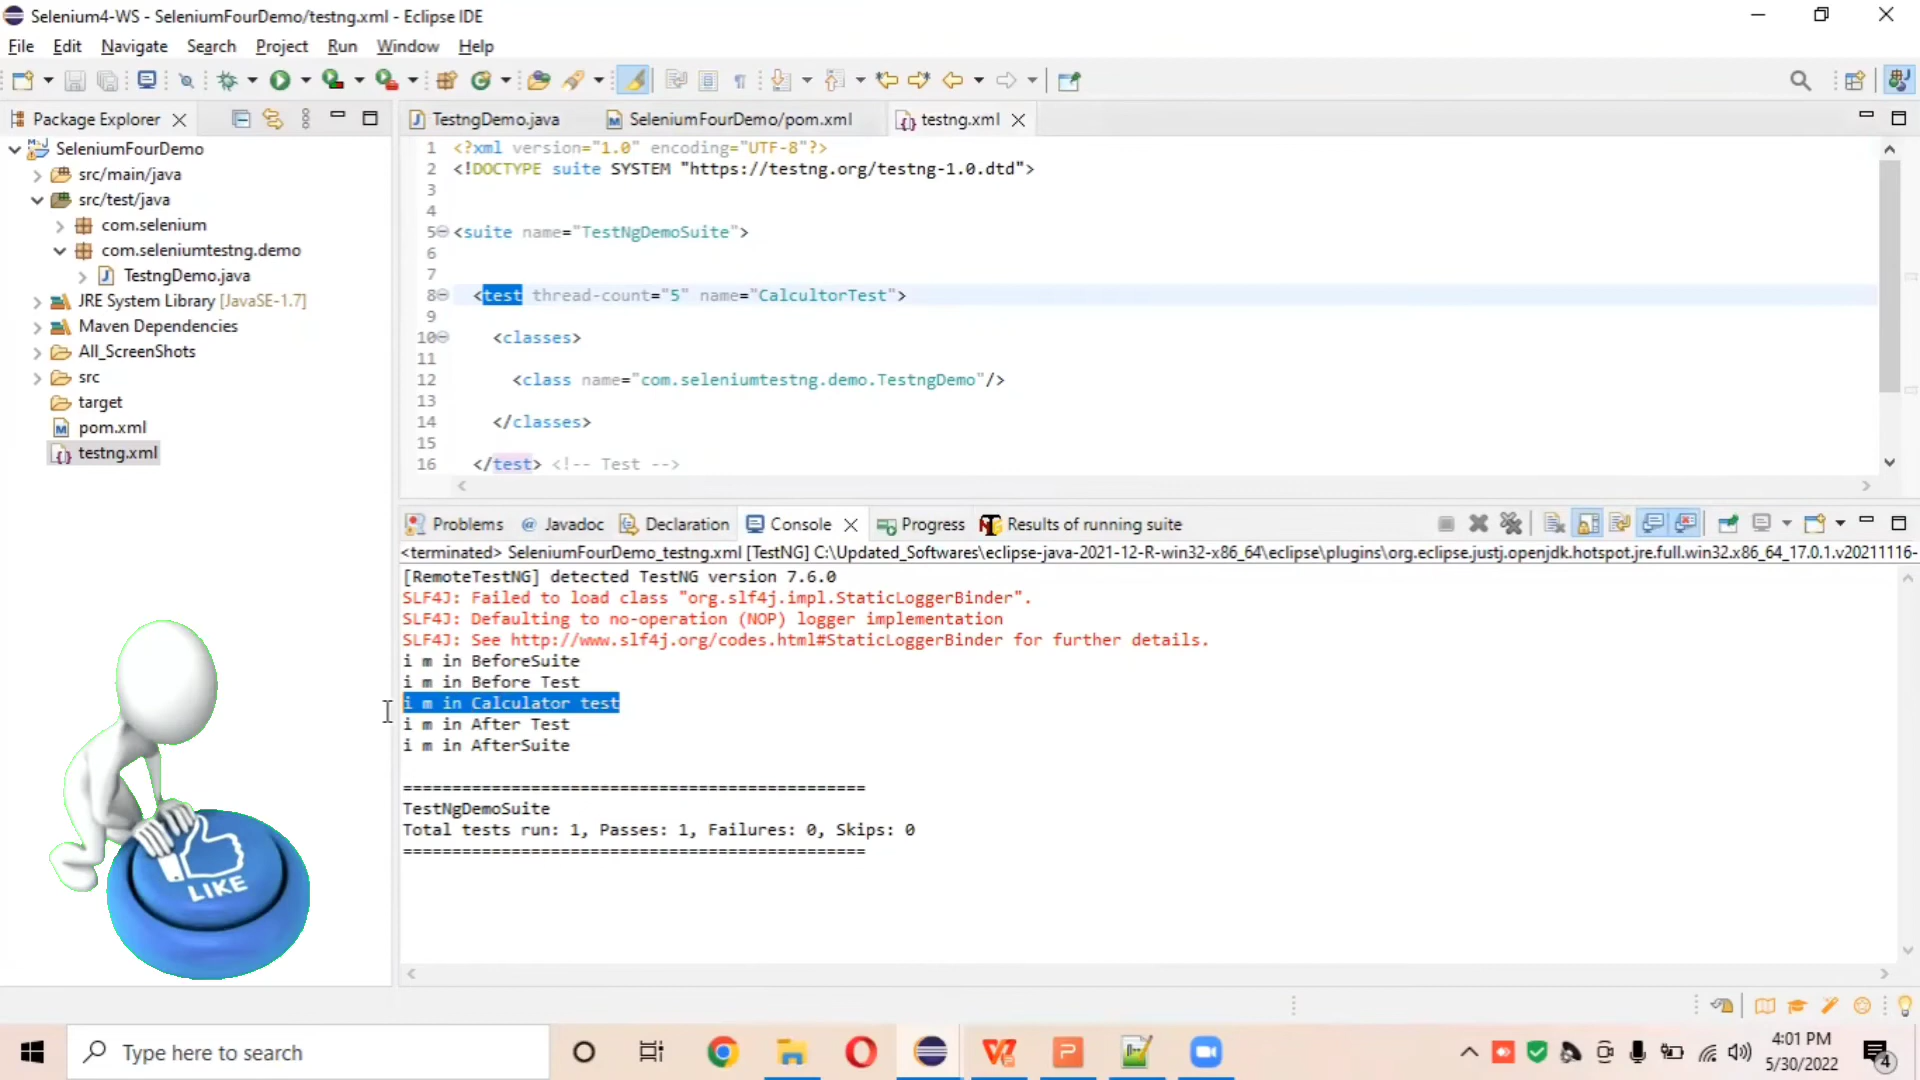 Selenium4-WS - SeleniumFourDemo/testng.xml - Eclipse IDE
File Edit Navigate Search Project Run Window Help
Package Explorer
SeleniumFourDemo
src/main/java
src/test/java
com.selenium
com.seleniumtestng.demo
TestngDemo.java
JRE System Library [JavaSE-1.7]
Maven Dependencies
All_ScreenShots
src
target
pom.xml
testng.xml
TestngDemo.java SeleniumFourDemo/pom.xml testng.xml
1 <?xml version="1.0" encoding="UTF-8"?>
2 <!DOCTYPE suite SYSTEM "https://testng.org/testng-1.0.dtd">
3
4
5 <suite name="TestNgDemoSuite">
6
7
8 <test thread-count="5" name="CalcultorTest">
9
10 <classes>
11
12 <class name="com.seleniumtestng.demo.TestngDemo"/>
13
14 </classes>
15
16 </test> <!-- Test -->
Problems Javadoc Declaration Console Progress Results of running suite
<terminated> SeleniumFourDemo_testng.xml [TestNG] C:\Updated_Softwares\eclipse-java-2021-12-R-win32-x86_64\eclipse\plugins\org.eclipse.justj.openjdk.hotspot.jre.full.win32.x86_64_17.0.1.v20211116-
[RemoteTestNG] detected TestNG version 7.6.0
SLF4J: Failed to load class "org.slf4j.impl.StaticLoggerBinder".
SLF4J: Defaulting to no-operation (NOP) logger implementation
SLF4J: See http://www.slf4j.org/codes.html#StaticLoggerBinder for further details.
i m in BeforeSuite
i m in Before Test
i m in Calculator test
i m in After Test
i m in AfterSuite
===============================================
TestNgDemoSuite
Total tests run: 1, Passes: 1, Failures: 0, Skips: 0
===============================================
LIKE
Type here to search
4:01 PM
5/30/2022
4